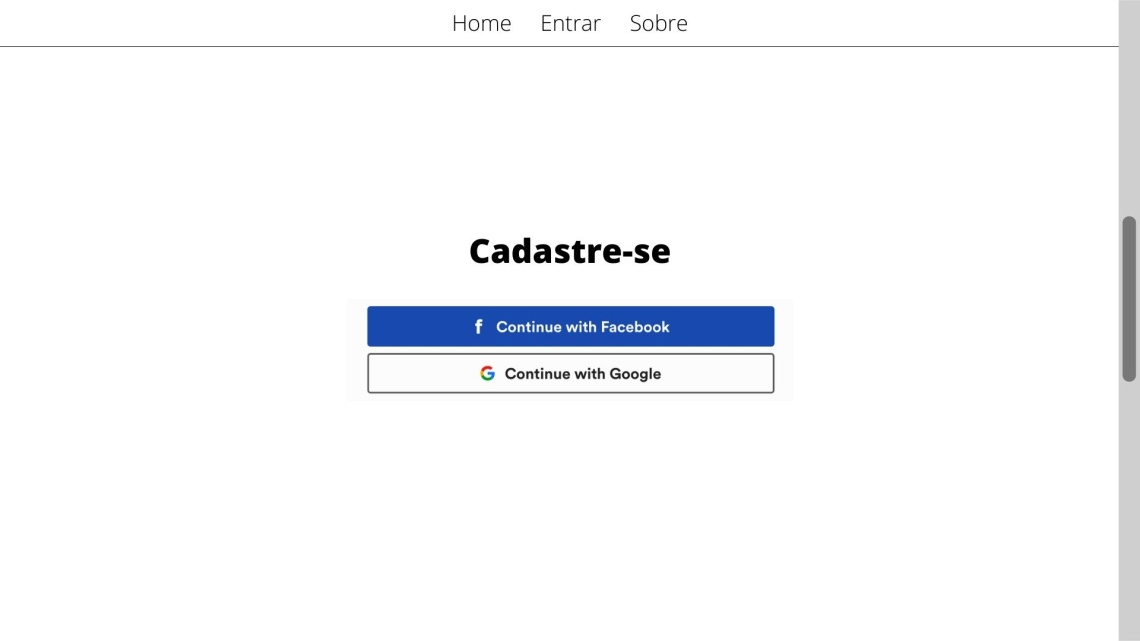 Home Entrar Sobre
Cadastre-se
Continue with Facebook
Continue with Google